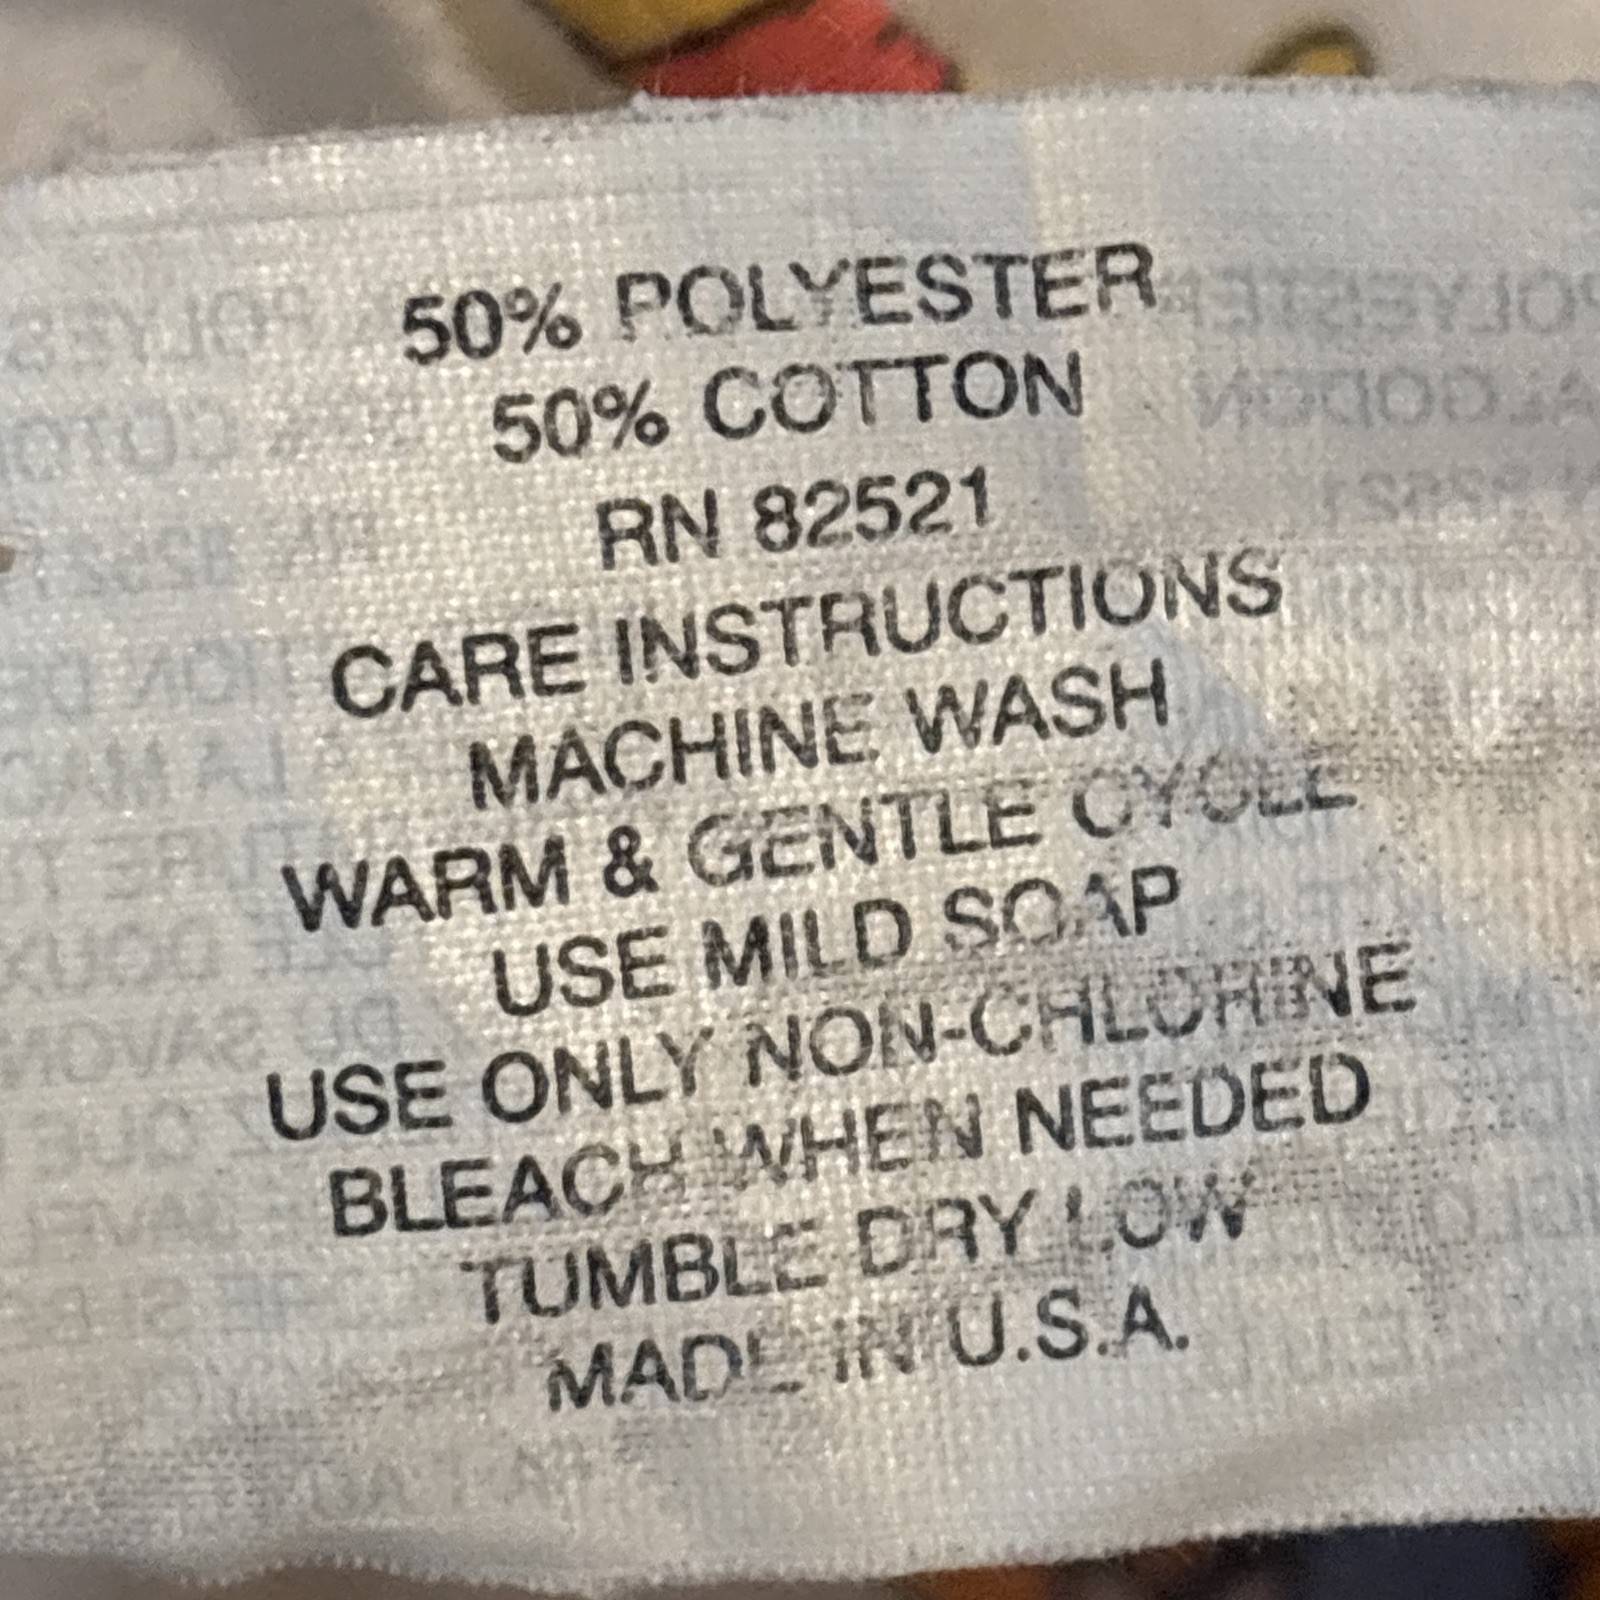 50% POLYESTER
50% COTTON
RN 82521
CARE INSTRUCTIONS
MACHINE WASH
WARM & GENTLE CYCLE
USE MILD SOAP
USE ONLY NON-CHLORINE
BLEACH WHEN NEEDED
TUMBLE DRY LOW
MADE IN U.S.A.